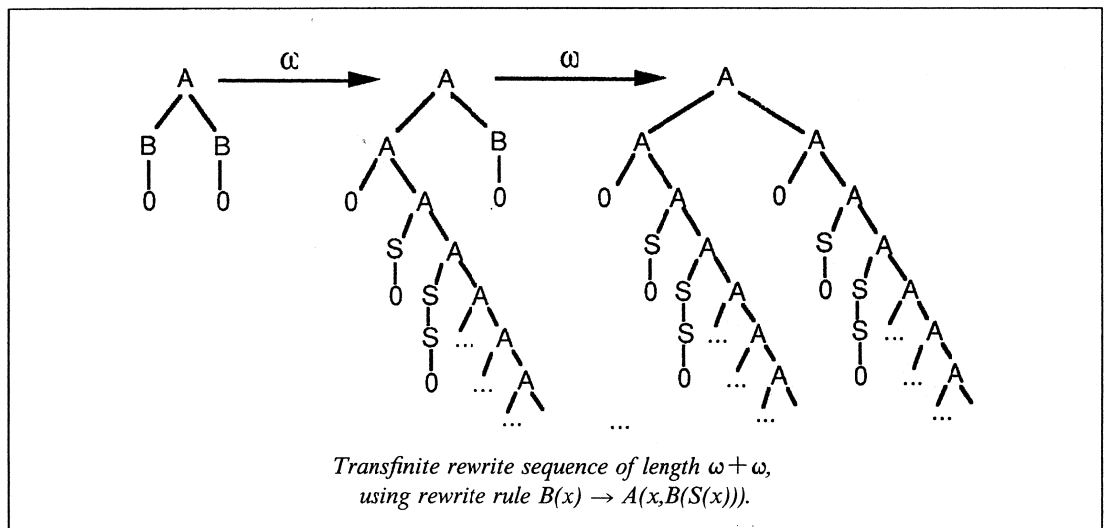 ω ω
A A A
B B A B A A
0 0 0 A 0 0 A 0 A
S A S A S A
0 S A 0 S A 0 S A
S ... A S ... A S ... A
0 ... A 0 ... A 0 ... A
... ... ... ...
Transfinite rewrite sequence of length ω+ω,
using rewrite rule B(x) → A(x,B(S(x))).